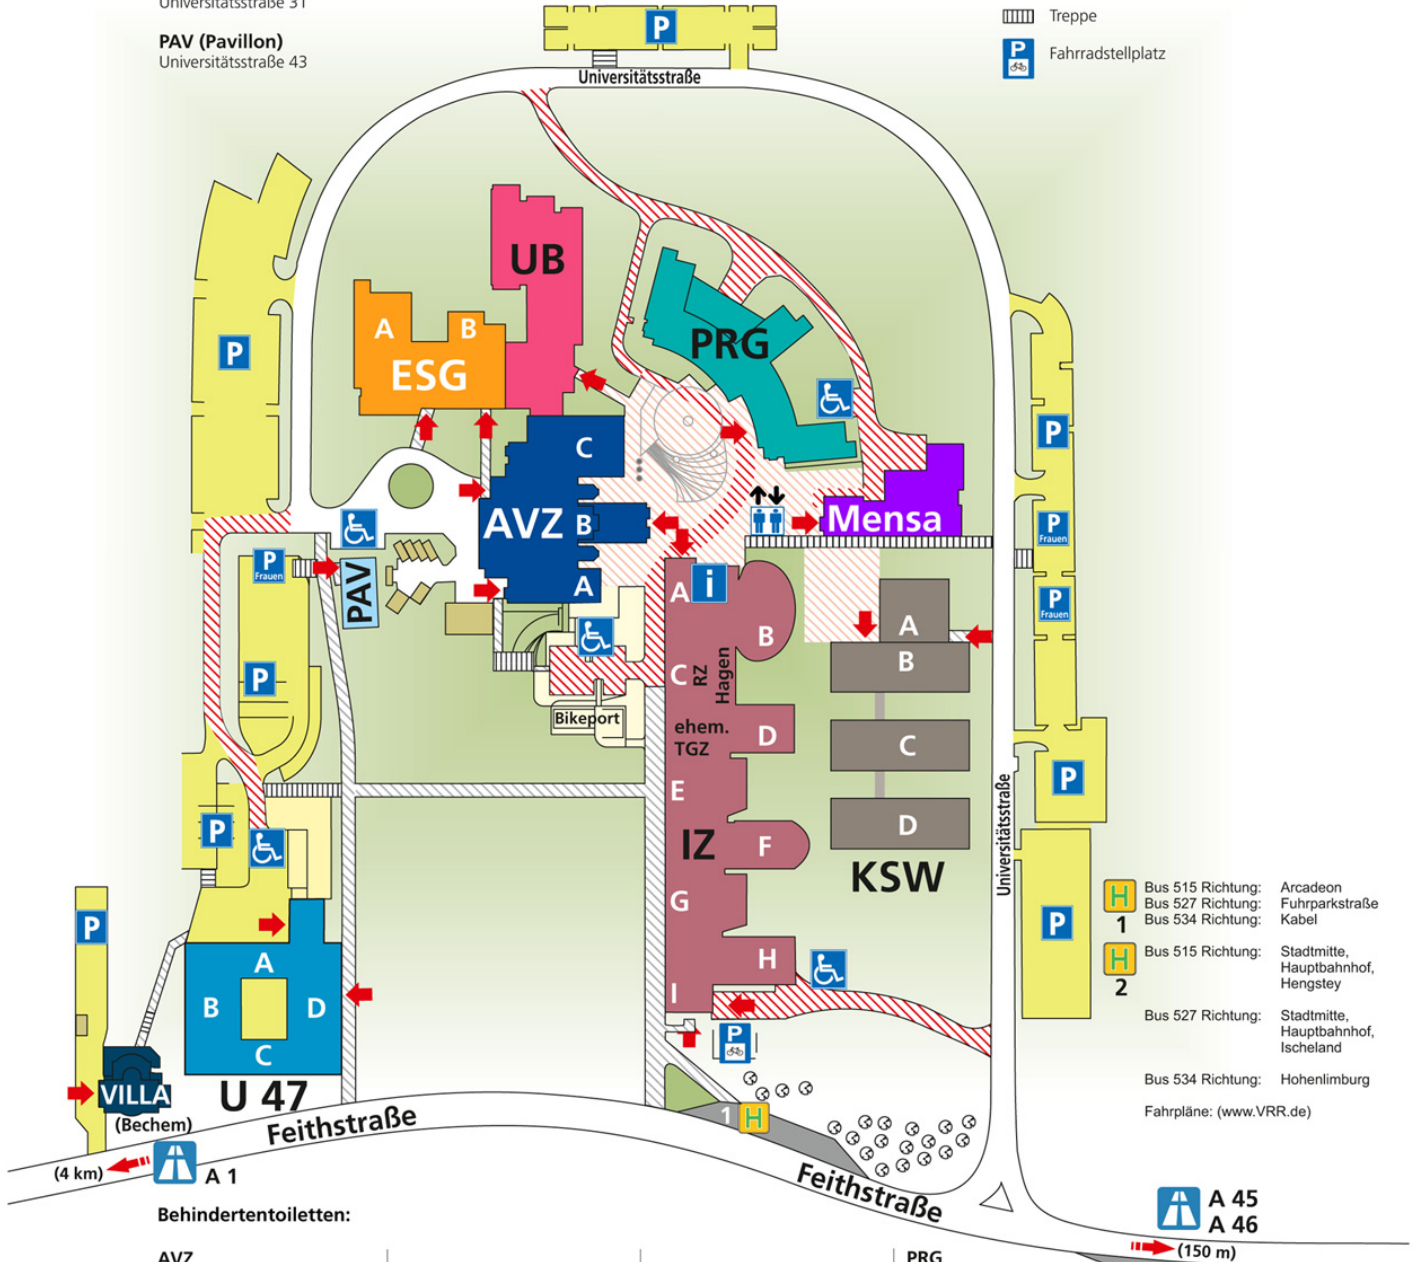 Universitätsstraße 31
PAV (Pavillon)
Universitätsstraße 43
Treppe
P
Fahrradstellplatz
P
Universitätsstraße
UB
A
B
ESG
P
PRG
P
C
AVZ
B
A
Mensa
P
Frauen
P
Frauen
P
Frauen
PAV
i
A
B
A
B
C
RZ
Hagen
P
Bikeport
ehem.
TGZ
D
C
P
E
Universitätsstraße
P
IZ
F
D
KSW
G
P
P
H
I
A
B
D
C
P
VILLA
(Bechem)
U 47
Feithstraße
1 H
Feithstraße
(4 km)
A 1
H
1
Bus 515 Richtung: Arcadeon
Bus 527 Richtung: Fuhrparkstraße
Bus 534 Richtung: Kabel
H
2
Bus 515 Richtung: Stadtmitte,
Hauptbahnhof,
Hengstey
Bus 527 Richtung: Stadtmitte,
Hauptbahnhof,
Ischeland
Bus 534 Richtung: Hohenlimburg
Fahrpläne: (www.VRR.de)
A 45
A 46
(150 m)
Behindertentoiletten:
AVZ
PRG